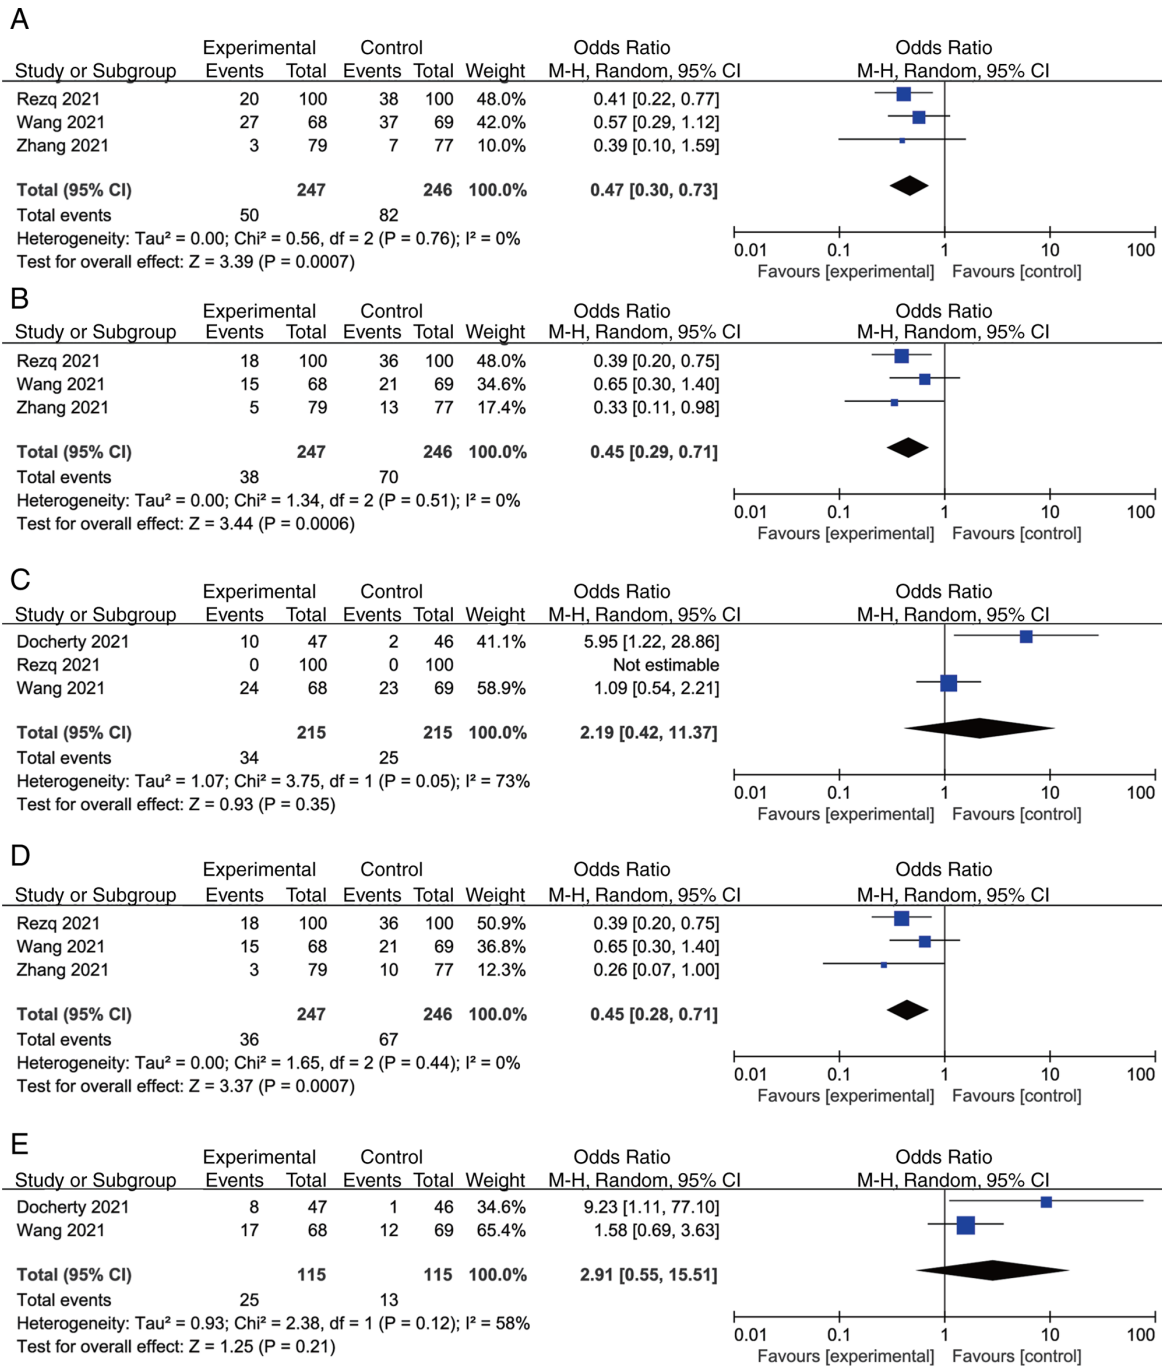 A
Experimental Control Odds Ratio Odds Ratio
Study or Subgroup Events Total Events Total Weight M-H, Random, 95% CI M-H, Random, 95% CI
Rezq 2021 20 100 38 100 48.0% 0.41 [0.22, 0.77]
Wang 2021 27 68 37 69 42.0% 0.57 [0.29, 1.12]
Zhang 2021 3 79 7 77 10.0% 0.39 [0.10, 1.59]
Total (95% CI) 247 246 100.0% 0.47 [0.30, 0.73]
Total events 50 82
Heterogeneity: Tau² = 0.00; Chi² = 0.56, df = 2 (P = 0.76); I² = 0%
Test for overall effect: Z = 3.39 (P = 0.0007)
0.01 0.1 1 10 100
Favours [experimental] Favours [control]
B
Experimental Control Odds Ratio Odds Ratio
Study or Subgroup Events Total Events Total Weight M-H, Random, 95% CI M-H, Random, 95% CI
Rezq 2021 18 100 36 100 48.0% 0.39 [0.20, 0.75]
Wang 2021 15 68 21 69 34.6% 0.65 [0.30, 1.40]
Zhang 2021 5 79 13 77 17.4% 0.33 [0.11, 0.98]
Total (95% CI) 247 246 100.0% 0.45 [0.29, 0.71]
Total events 38 70
Heterogeneity: Tau² = 0.00; Chi² = 1.34, df = 2 (P = 0.51); I² = 0%
Test for overall effect: Z = 3.44 (P = 0.0006)
0.01 0.1 1 10 100
Favours [experimental] Favours [control]
C
Experimental Control Odds Ratio Odds Ratio
Study or Subgroup Events Total Events Total Weight M-H, Random, 95% CI M-H, Random, 95% CI
Docherty 2021 10 47 2 46 41.1% 5.95 [1.22, 28.86]
Rezq 2021 0 100 0 100 Not estimable
Wang 2021 24 68 23 69 58.9% 1.09 [0.54, 2.21]
Total (95% CI) 215 215 100.0% 2.19 [0.42, 11.37]
Total events 34 25
Heterogeneity: Tau² = 1.07; Chi² = 3.75, df = 1 (P = 0.05); I² = 73%
Test for overall effect: Z = 0.93 (P = 0.35)
0.01 0.1 1 10 100
Favours [experimental] Favours [control]
D
Experimental Control Odds Ratio Odds Ratio
Study or Subgroup Events Total Events Total Weight M-H, Random, 95% CI M-H, Random, 95% CI
Rezq 2021 18 100 36 100 50.9% 0.39 [0.20, 0.75]
Wang 2021 15 68 21 69 36.8% 0.65 [0.30, 1.40]
Zhang 2021 3 79 10 77 12.3% 0.26 [0.07, 1.00]
Total (95% CI) 247 246 100.0% 0.45 [0.28, 0.71]
Total events 36 67
Heterogeneity: Tau² = 0.00; Chi² = 1.65, df = 2 (P = 0.44); I² = 0%
Test for overall effect: Z = 3.37 (P = 0.0007)
0.01 0.1 1 10 100
Favours [experimental] Favours [control]
E
Experimental Control Odds Ratio Odds Ratio
Study or Subgroup Events Total Events Total Weight M-H, Random, 95% CI M-H, Random, 95% CI
Docherty 2021 8 47 1 46 34.6% 9.23 [1.11, 77.10]
Wang 2021 17 68 12 69 65.4% 1.58 [0.69, 3.63]
Total (95% CI) 115 115 100.0% 2.91 [0.55, 15.51]
Total events 25 13
Heterogeneity: Tau² = 0.93; Chi² = 2.38, df = 1 (P = 0.12); I² = 58%
Test for overall effect: Z = 1.25 (P = 0.21)
0.01 0.1 1 10 100
Favours [experimental] Favours [control]